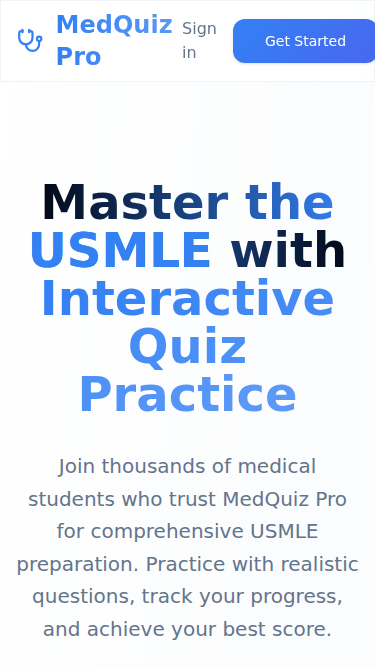 MedQuiz
Pro
Sign
in
Get Started
Master the
USMLE with
Interactive
Quiz
Practice
Join thousands of medical
students who trust MedQuiz Pro
for comprehensive USMLE
preparation. Practice with realistic
questions, track your progress,
and achieve your best score.